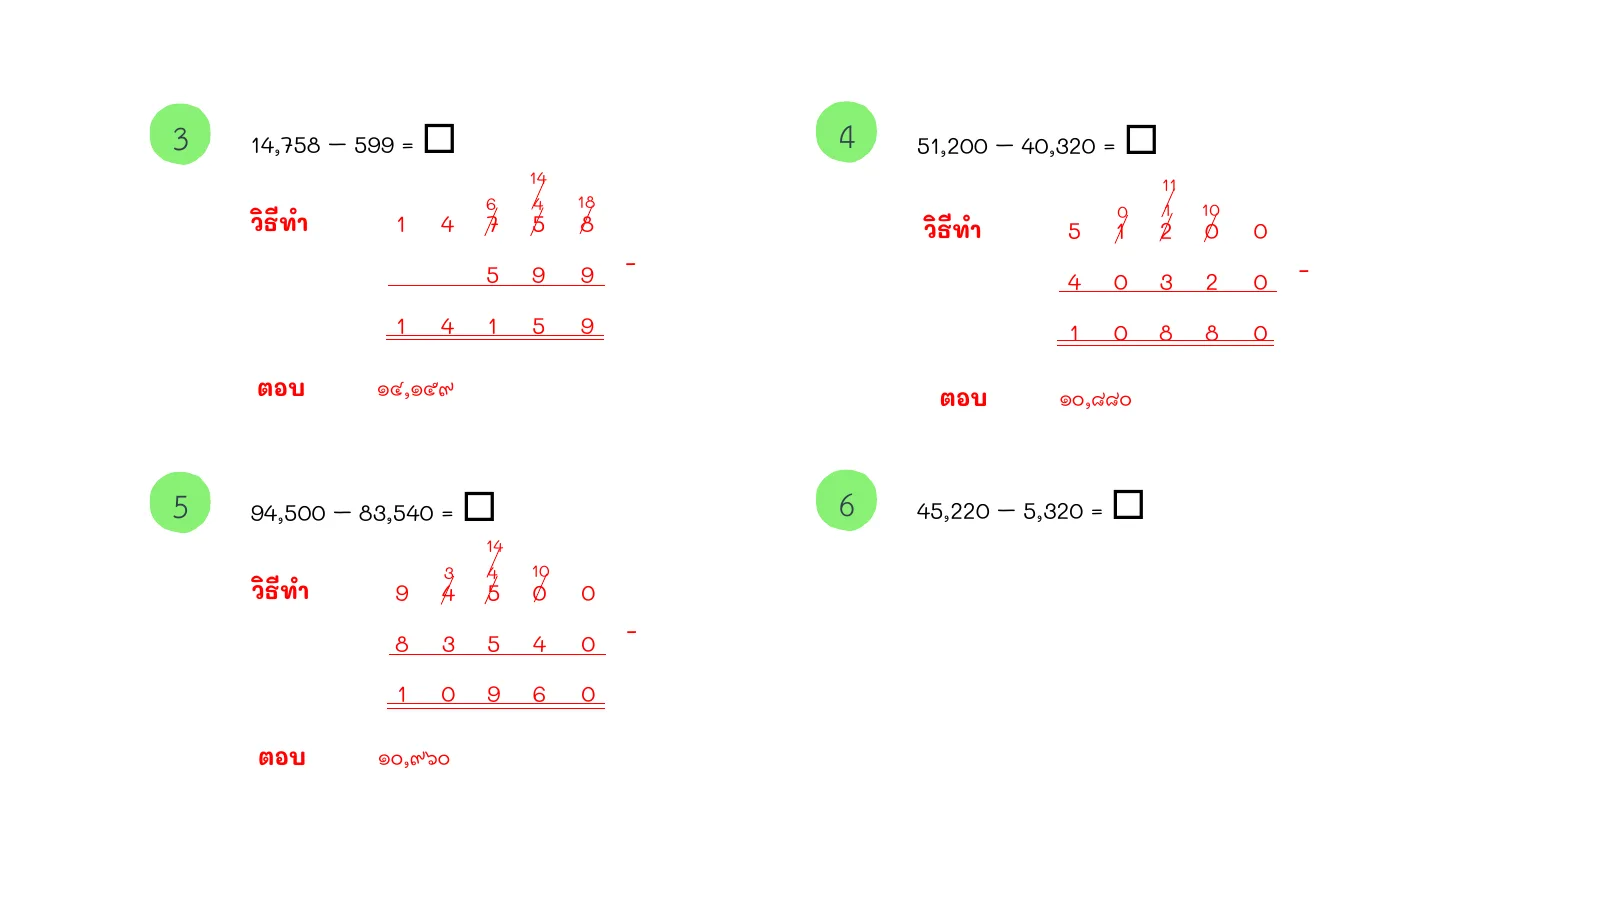 3
14,758 – 599 = □
14
6 4 18
วิธีทำ 1 4 7 5 8
-
5 9 9
1 4 1 5 9
ตอบ ๑๔,๑๕๙
4
51,200 – 40,320 = □
11
0 1 10
วิธีทำ 5 1 2 0 0
-
4 0 3 2 0
1 0 8 8 0
ตอบ ๑๐,๘๘๐
5
94,500 – 83,540 = □
14
3 4 10
วิธีทำ 9 4 5 0 0
-
8 3 5 4 0
1 0 9 6 0
ตอบ ๑๐,๙๖๐
6
45,220 – 5,320 = □